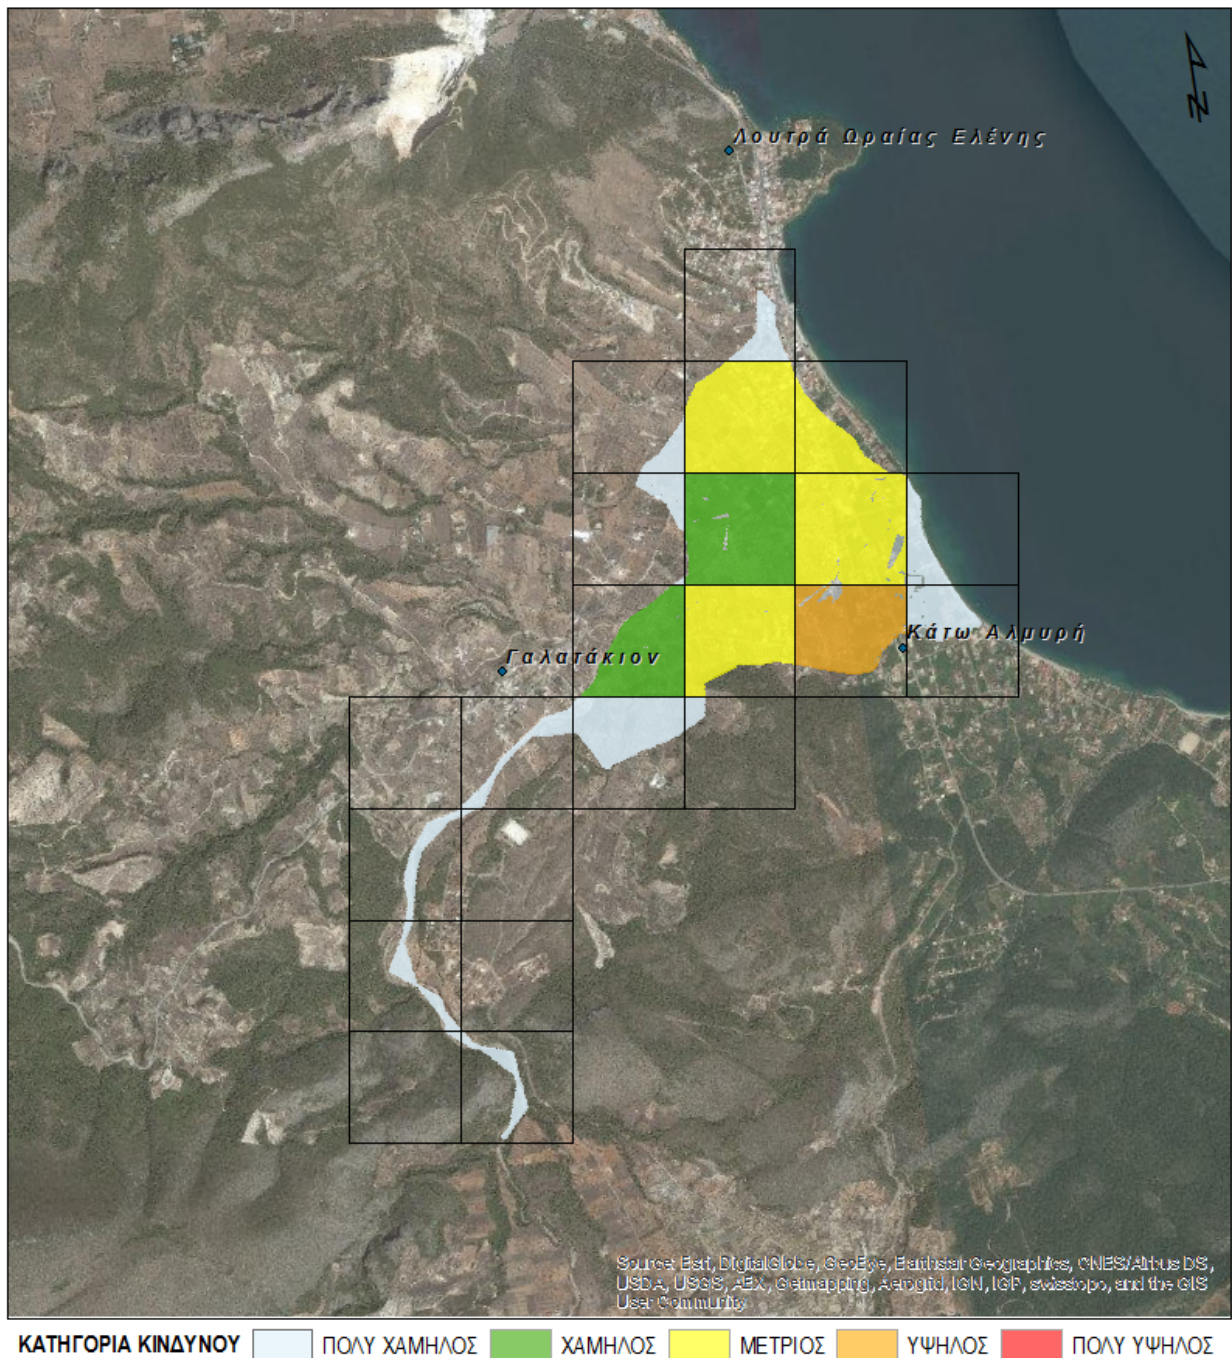 Λουτρά Ωραίας Ελένης
Κάτω Αλμυρή
Γαλατάκιον
Source: Esri, DigitalGlobe, GeoEye, Earthstar Geographics, CNES/Airbus DS,
USDA, USGS, AEX, Getmapping, Aerogrid, IGN, IGP, swisstopo, and the GIS
User Community
ΚΑΤΗΓΟΡΙΑ ΚΙΝΔΥΝΟΥ ΠΟΛΥ ΧΑΜΗΛΟΣ ΧΑΜΗΛΟΣ ΜΕΤΡΙΟΣ ΥΨΗΛΟΣ ΠΟΛΥ ΥΨΗΛΟΣ